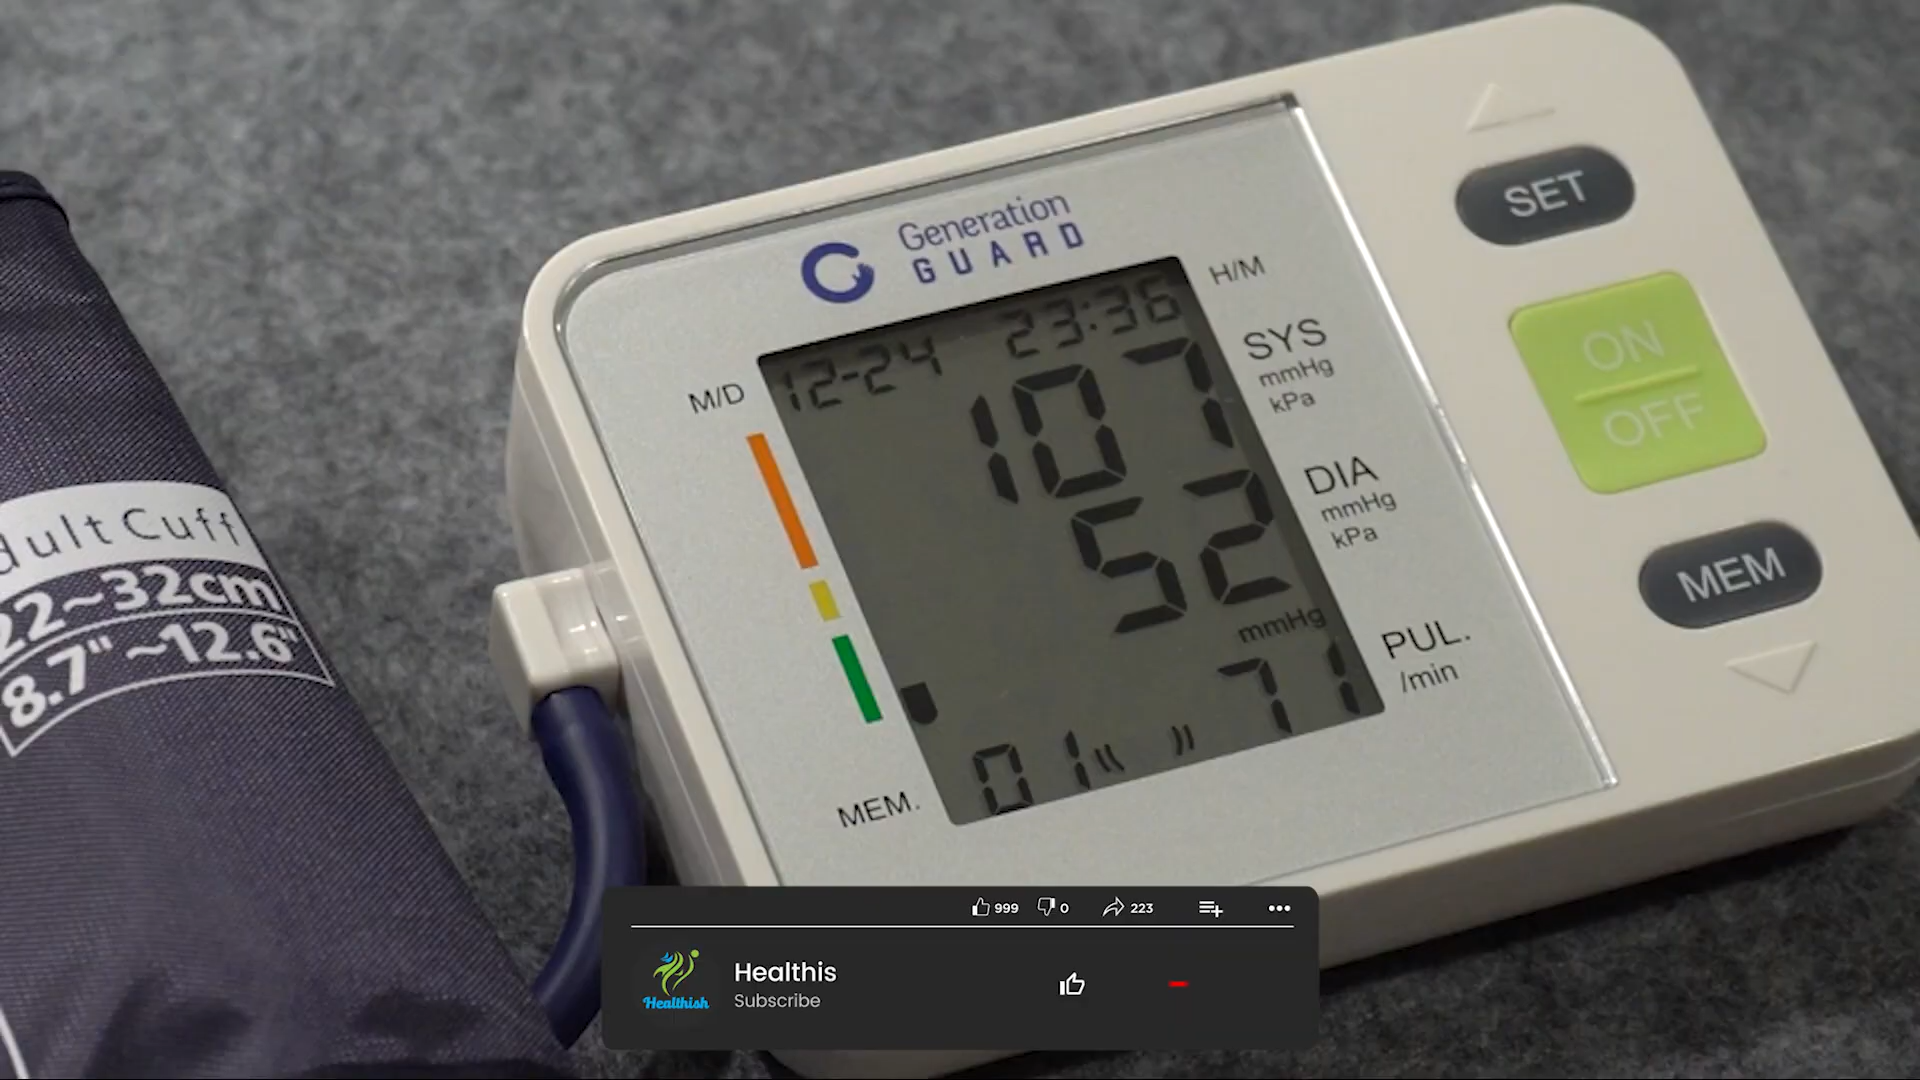 Generation
GUARD
H/M
M/D
12-24 23:36
107
SYS
mmHg
kPa
52
DIA
mmHg
kPa
mmHg
71
PUL.
/min
MEM.
01
SET
ON
OFF
MEM
dult Cuff
22~32cm
8.7" ~12.6"
999
0
223
Healthish
Healthis
Subscribe